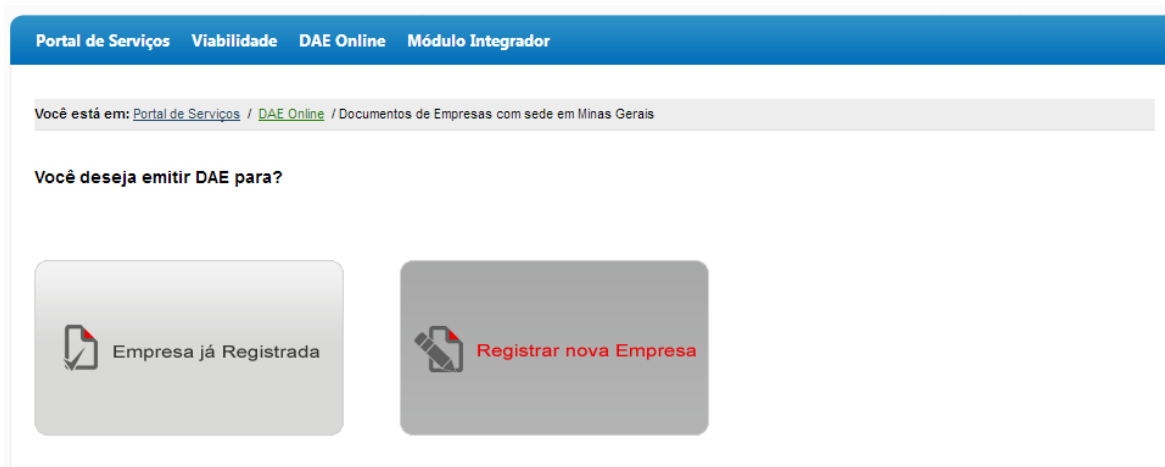 Portal de Serviços Viabilidade DAE Online Módulo Integrador
Você está em: Portal de Serviços / DAE Online / Documentos de Empresas com sede em Minas Gerais
Você deseja emitir DAE para?
Empresa já Registrada
Registrar nova Empresa